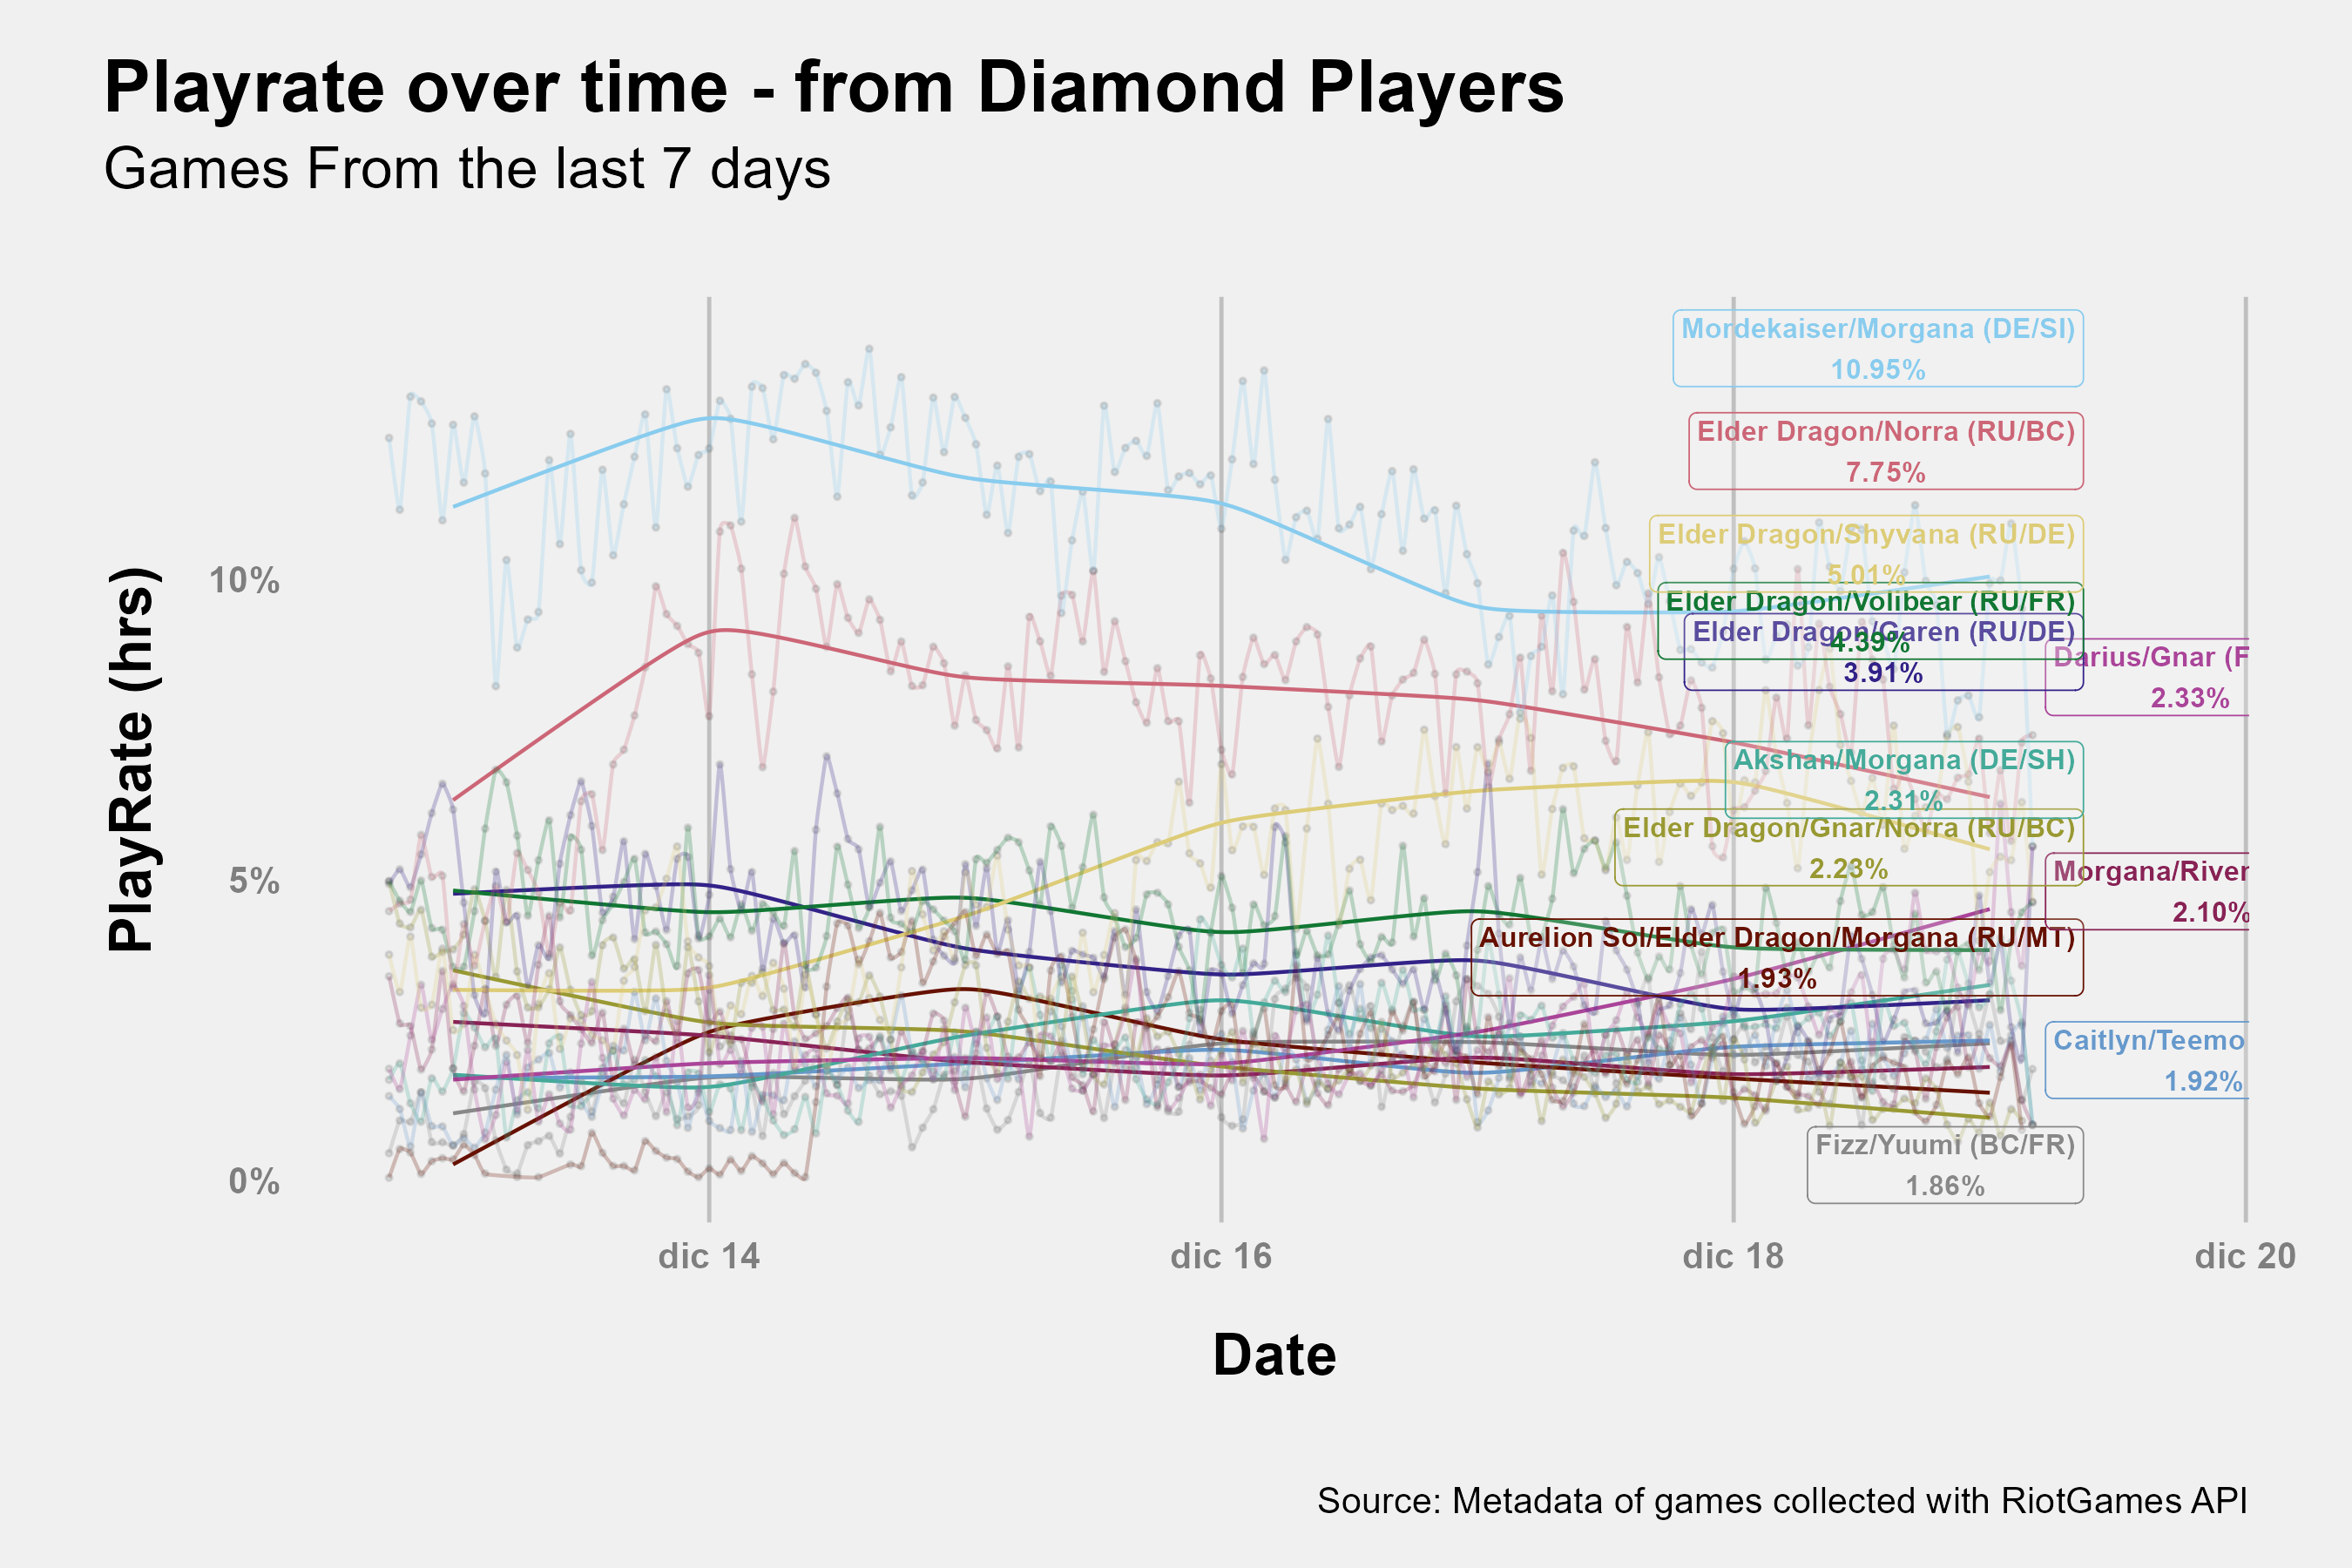 Playrate over time - from Diamond Players
Games From the last 7 days
PlayRate (hrs)
10%
5%
0%
Mordekaiser/Morgana (DE/SI)
10.95%
Elder Dragon/Norra (RU/BC)
7.75%
Elder Dragon/Shyvana (RU/DE)
5.01%
Elder Dragon/Volibear (RU/FR)
4.39%
Elder Dragon/Garen (RU/DE)
3.91%
Darius/Gnar (F
2.33%
Akshan/Morgana (DE/SH)
2.31%
Elder Dragon/Gnar/Norra (RU/BC)
2.23%
Morgana/Riven
2.10%
Aurelion Sol/Elder Dragon/Morgana (RU/MT)
1.93%
Caitlyn/Teemo
1.92%
Fizz/Yuumi (BC/FR)
1.86%
dic 14
dic 16
dic 18
dic 20
Date
Source: Metadata of games collected with RiotGames API